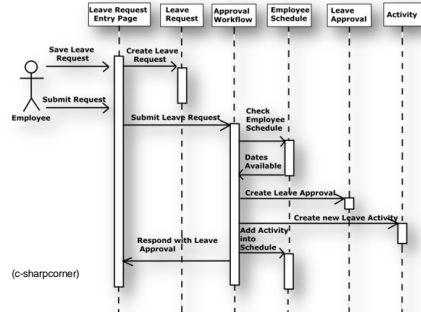 Leave Request
Entry Page
Leave
Request
Approval
Workflow
Employee
Schedule
Leave
Approval
Activity
Save Leave
Request
Create Leave
Request
Submit Request
Employee
Submit Leave Request
Check
Employee
Schedule
Dates
Available
Create Leave Approval
Create new Leave Activity
Add Activity
into
Schedule
Respond with Leave
Approval
(c-sharpcorner)